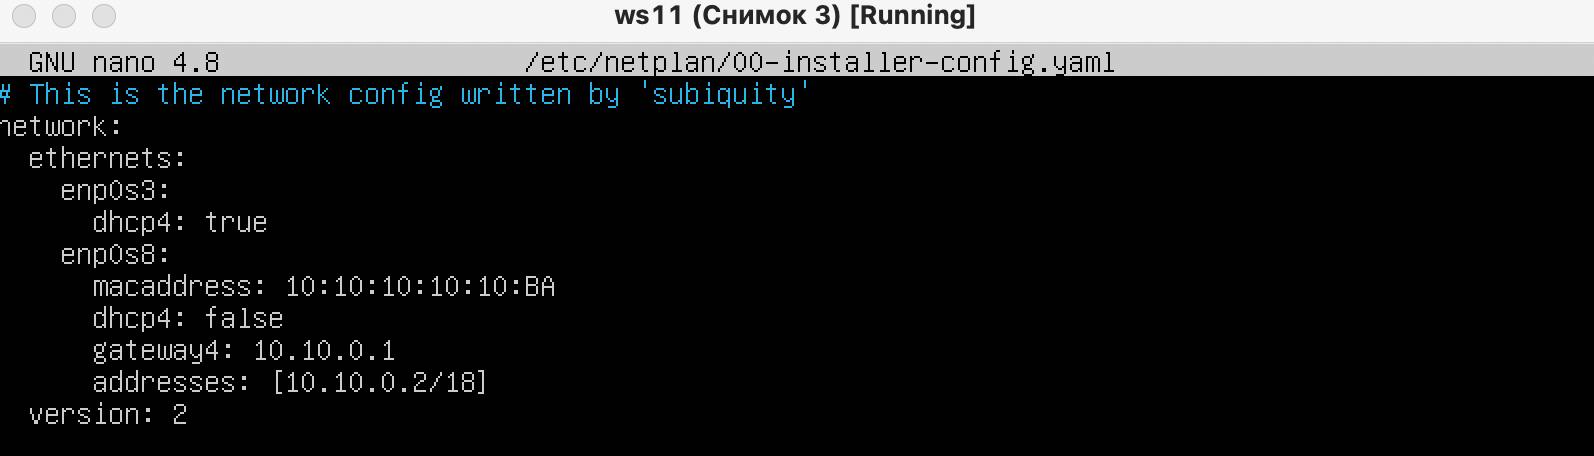 ws11 (Снимок 3) [Running]
GNU nano 4.8 /etc/netplan/00-installer-config.yaml
# This is the network config written by 'subiquity'
network:
  ethernets:
    enp0s3:
      dhcp4: true
    enp0s8:
      macaddress: 10:10:10:10:10:BA
      dhcp4: false
      gateway4: 10.10.0.1
      addresses: [10.10.0.2/18]
  version: 2